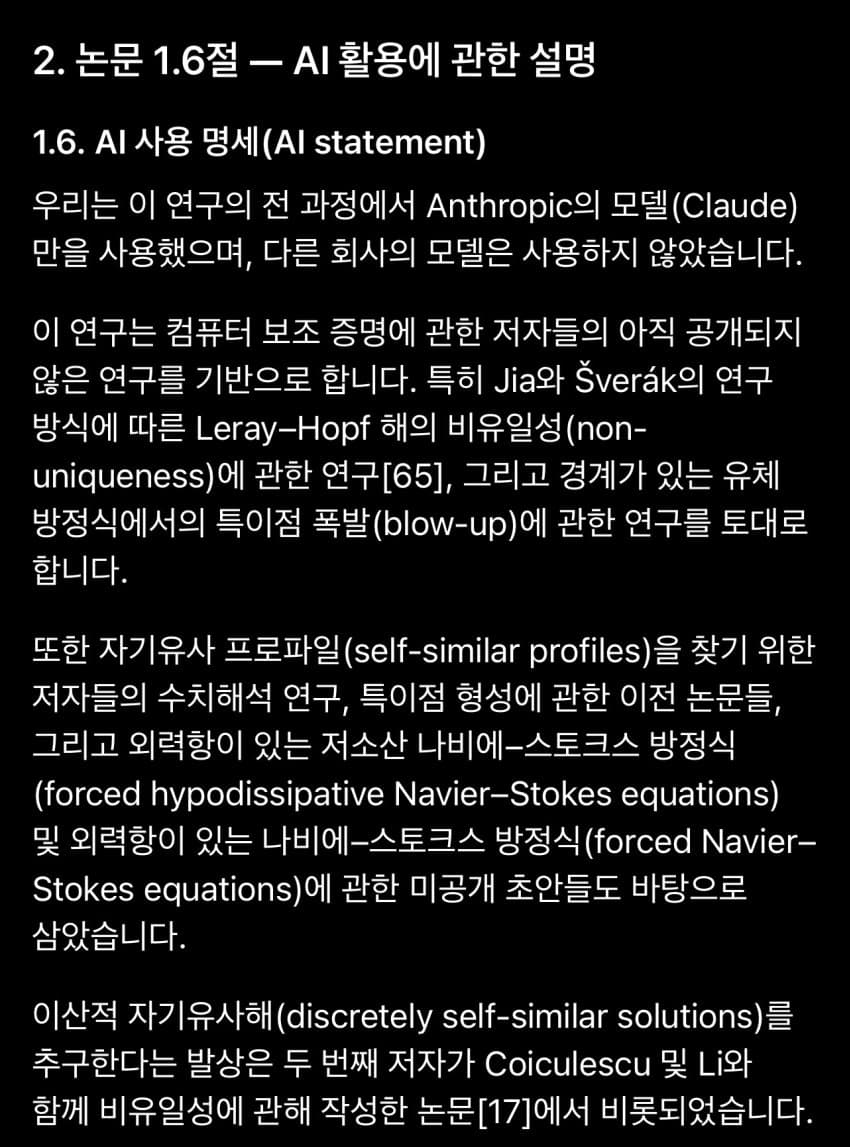 2. 논문 1.6절 — AI 활용에 관한 설명
1.6. AI 사용 명세(AI statement)
우리는 이 연구의 전 과정에서 Anthropic의 모델(Claude)
만을 사용했으며, 다른 회사의 모델은 사용하지 않았습니다.
이 연구는 컴퓨터 보조 증명에 관한 저자들의 아직 공개되지
않은 연구를 기반으로 합니다. 특히 Jia와 Šverák의 연구
방식에 따른 Leray–Hopf 해의 비유일성(non-
uniqueness)에 관한 연구[65], 그리고 경계가 있는 유체
방정식에서의 특이점 폭발(blow-up)에 관한 연구를 토대로
합니다.
또한 자기유사 프로파일(self-similar profiles)을 찾기 위한
저자들의 수치해석 연구, 특이점 형성에 관한 이전 논문들,
그리고 외력항이 있는 저소산 나비에–스토크스 방정식
(forced hypodissipative Navier–Stokes equations)
및 외력항이 있는 나비에–스토크스 방정식(forced Navier–
Stokes equations)에 관한 미공개 초안들도 바탕으로
삼았습니다.
이산적 자기유사해(discretely self-similar solutions)를
추구한다는 발상은 두 번째 저자가 Coiculescu 및 Li와
함께 비유일성에 관해 작성한 논문[17]에서 비롯되었습니다.